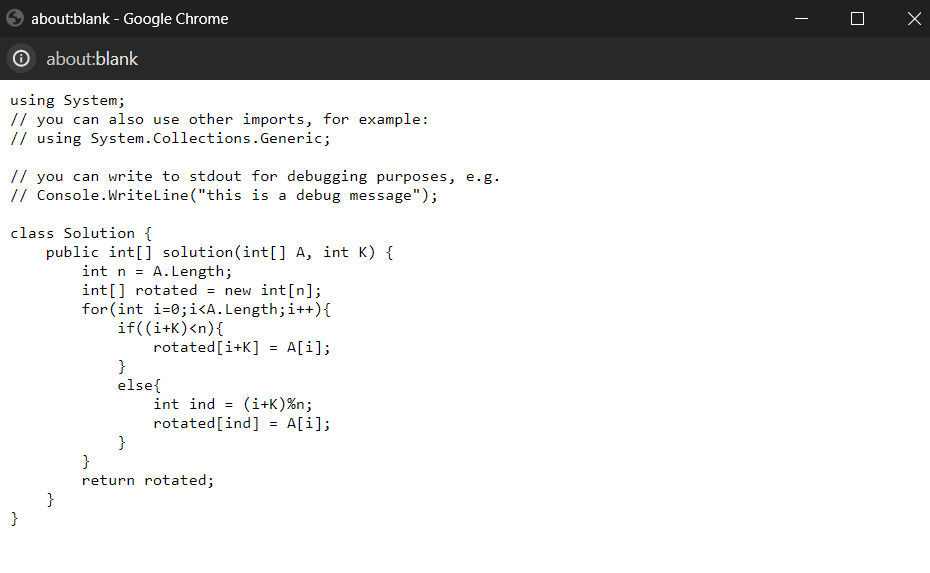 about:blank - Google Chrome
about:blank
using System;
// you can also use other imports, for example:
// using System.Collections.Generic;

// you can write to stdout for debugging purposes, e.g.
// Console.WriteLine("this is a debug message");

class Solution {
    public int[] solution(int[] A, int K) {
        int n = A.Length;
        int[] rotated = new int[n];
        for(int i=0;i<A.Length;i++){
            if((i+K)<n){
                rotated[i+K] = A[i];
            }
            else{
                int ind = (i+K)%n;
                rotated[ind] = A[i];
            }
        }
        return rotated;
    }
}